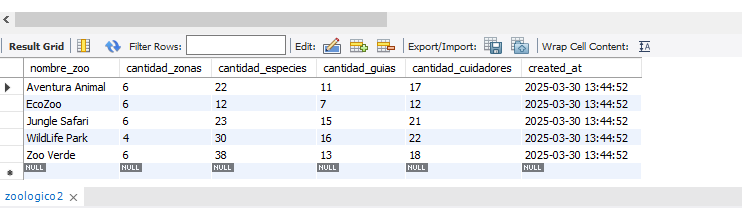 Result Grid Filter Rows: Edit: Export/Import: Wrap Cell Content: IA
nombre_zoo cantidad_zonas cantidad_especies cantidad_guias cantidad_cuidadores created_at
Aventura Animal 6 22 11 17 2025-03-30 13:44:52
EcoZoo 6 12 7 12 2025-03-30 13:44:52
Jungle Safari 6 23 15 21 2025-03-30 13:44:52
WildLife Park 4 30 16 22 2025-03-30 13:44:52
Zoo Verde 6 38 13 18 2025-03-30 13:44:52
NULL NULL NULL NULL NULL NULL
zoologico2